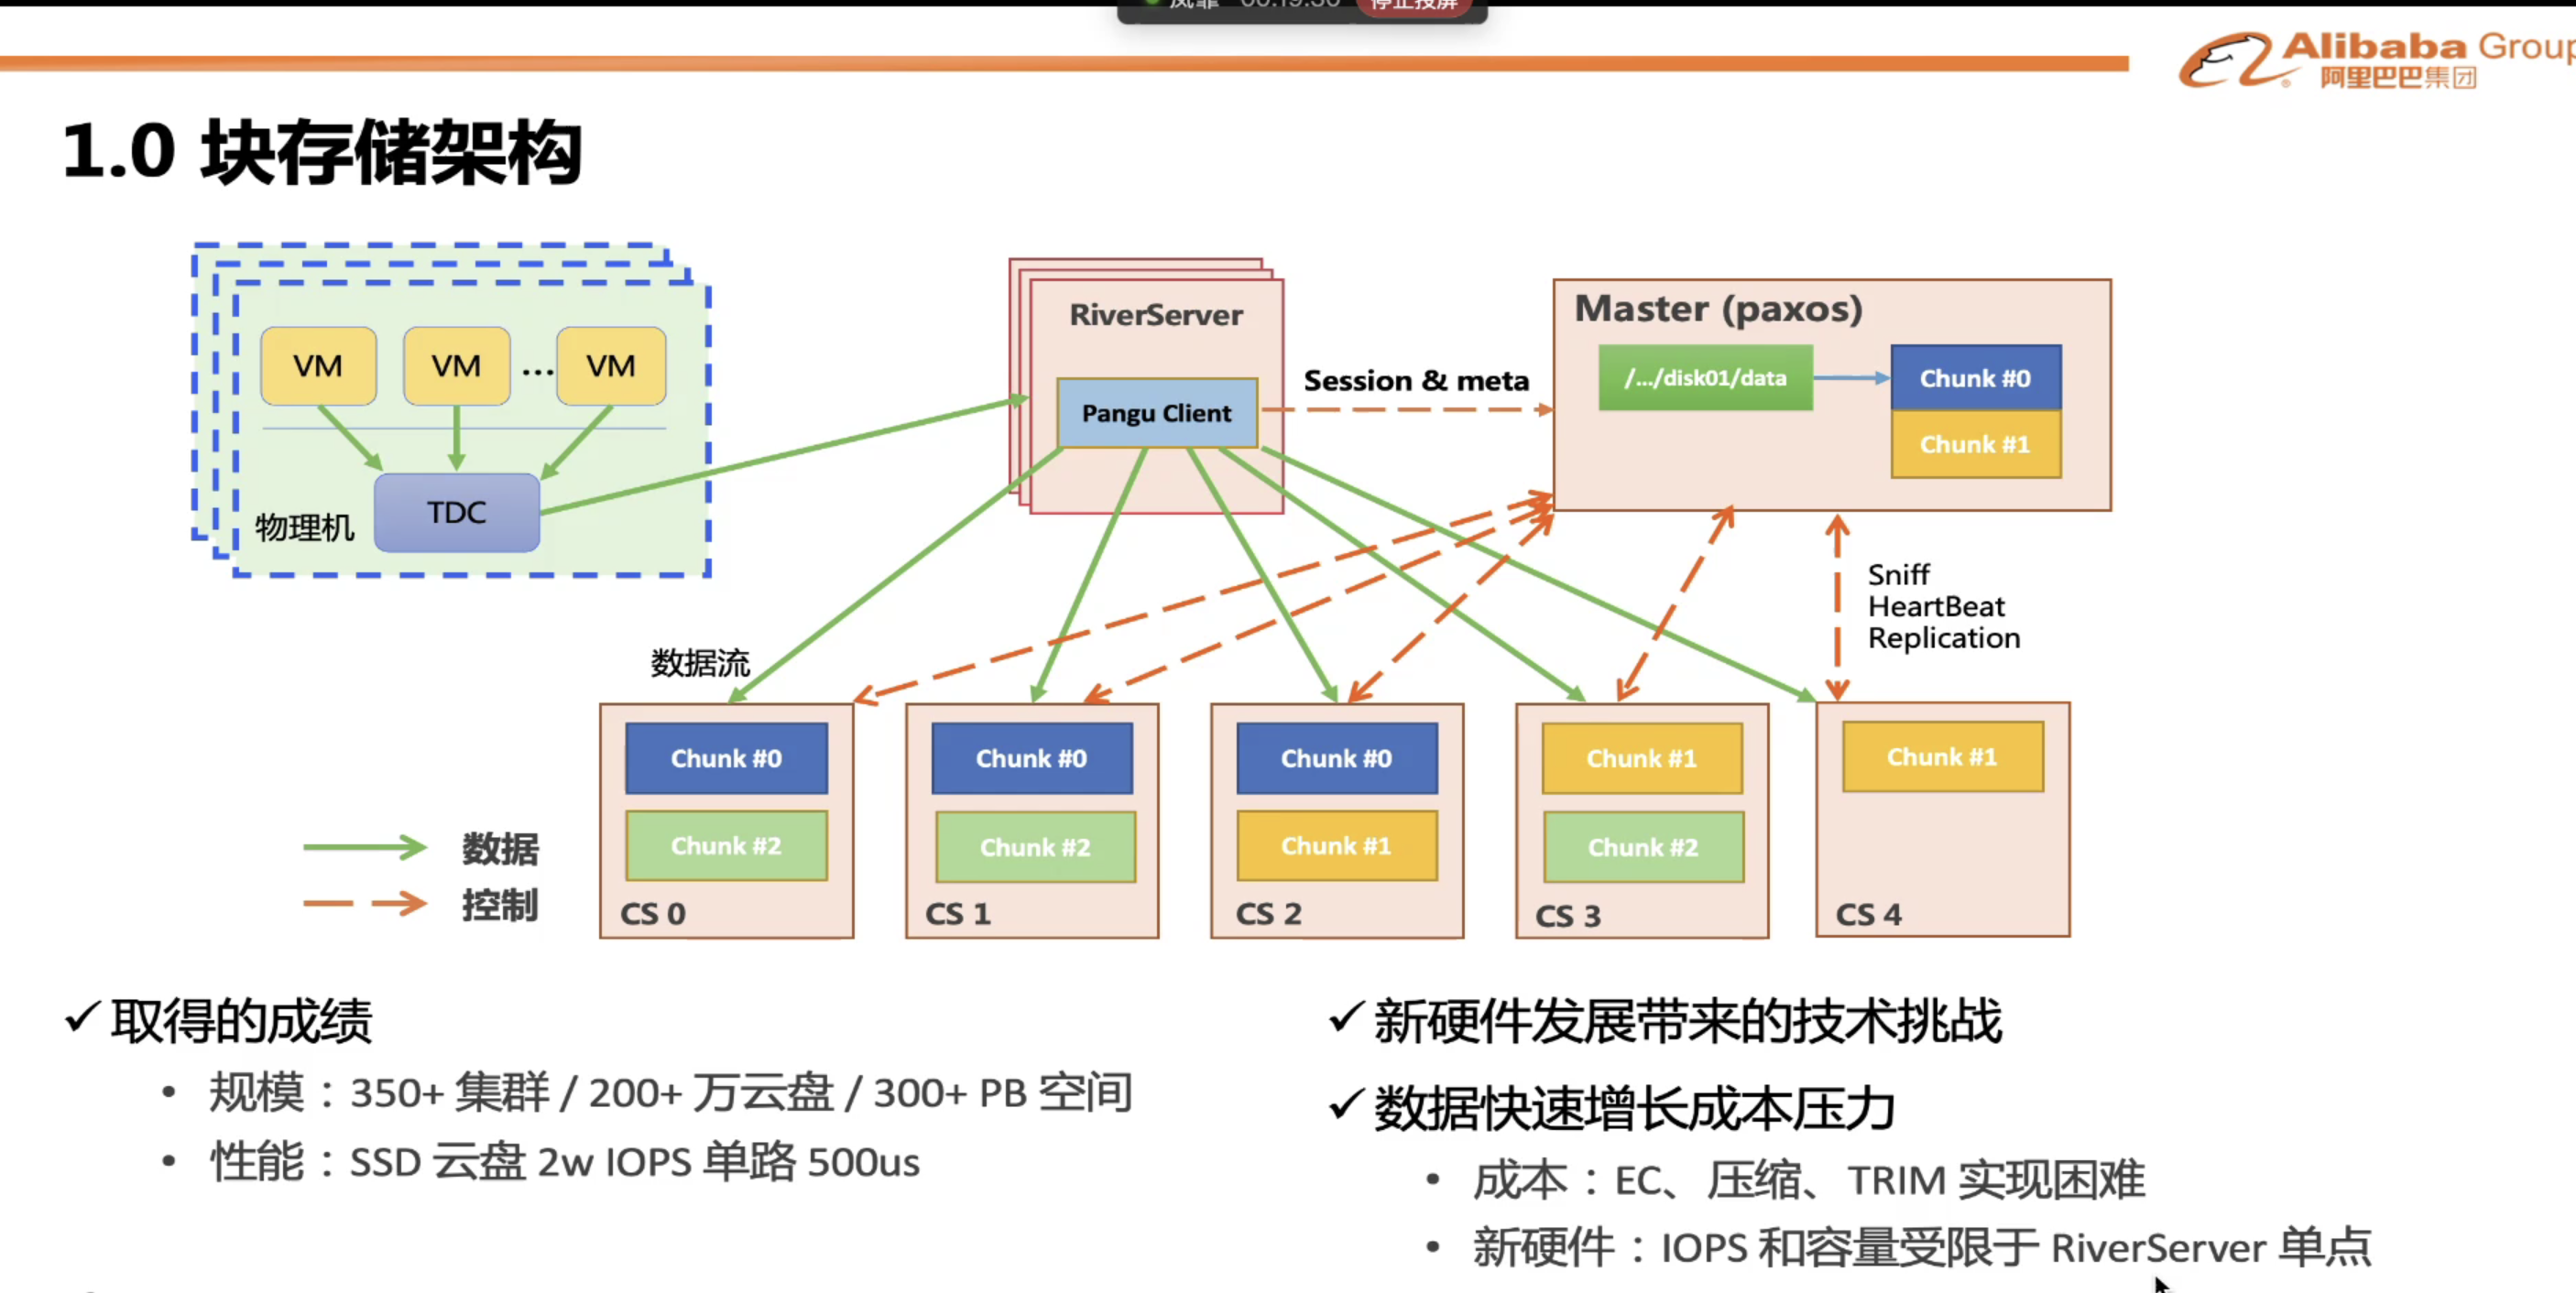 00:19:30
停止投屏
Alibaba Group
阿里巴巴集团
1.0 块存储架构
VM
VM
...
VM
TDC
物理机
RiverServer
Pangu Client
Session & meta
Master (paxos)
/.../disk01/data
Chunk #0
Chunk #1
Sniff
HeartBeat
Replication
数据流
Chunk #0
Chunk #2
CS 0
Chunk #0
Chunk #2
CS 1
Chunk #0
Chunk #1
CS 2
Chunk #1
Chunk #2
CS 3
Chunk #1
CS 4
数据
控制
✓ 取得的成绩
• 规模：350+ 集群 / 200+ 万云盘 / 300+ PB 空间
• 性能：SSD 云盘 2w IOPS 单路 500us
✓ 新硬件发展带来的技术挑战
✓ 数据快速增长成本压力
• 成本：EC、压缩、TRIM 实现困难
• 新硬件：IOPS 和容量受限于 RiverServer 单点